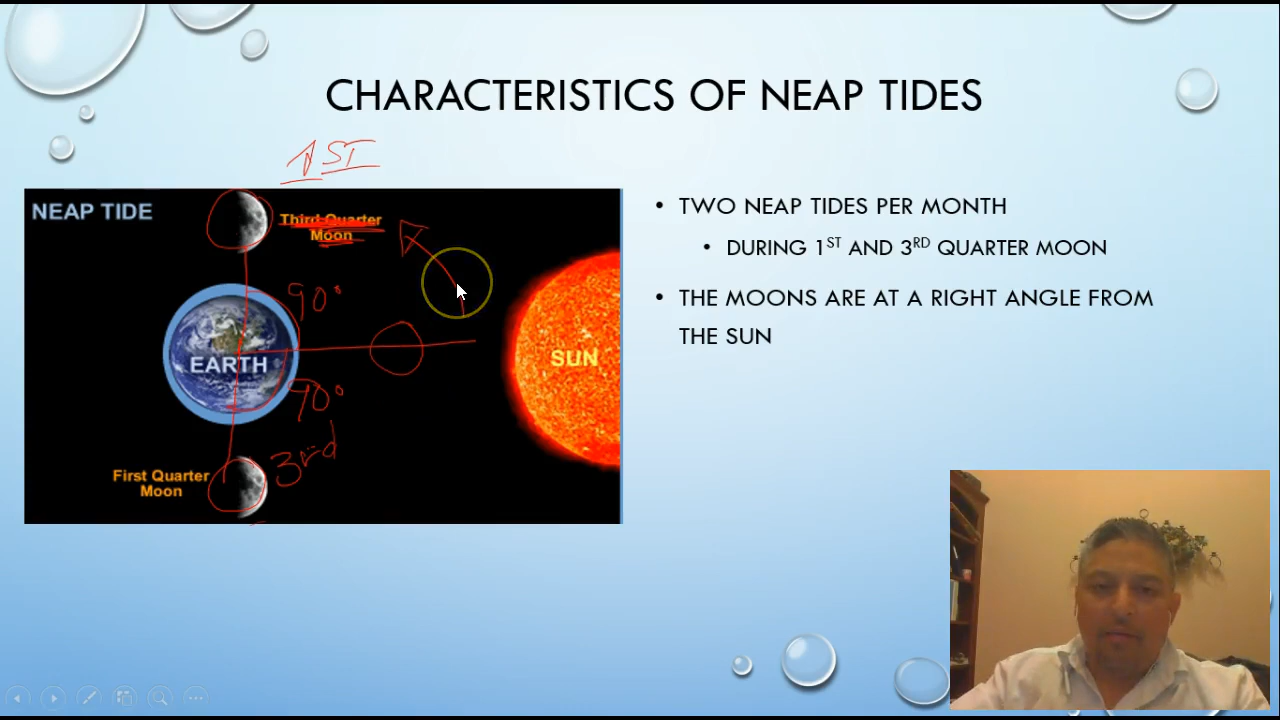 CHARACTERISTICS OF NEAP TIDES
1ST
NEAP TIDE
Third Quarter
Moon
90°
EARTH
SUN
90°
3rd
First Quarter
Moon
• TWO NEAP TIDES PER MONTH
• DURING 1ST AND 3RD QUARTER MOON
• THE MOONS ARE AT A RIGHT ANGLE FROM
THE SUN